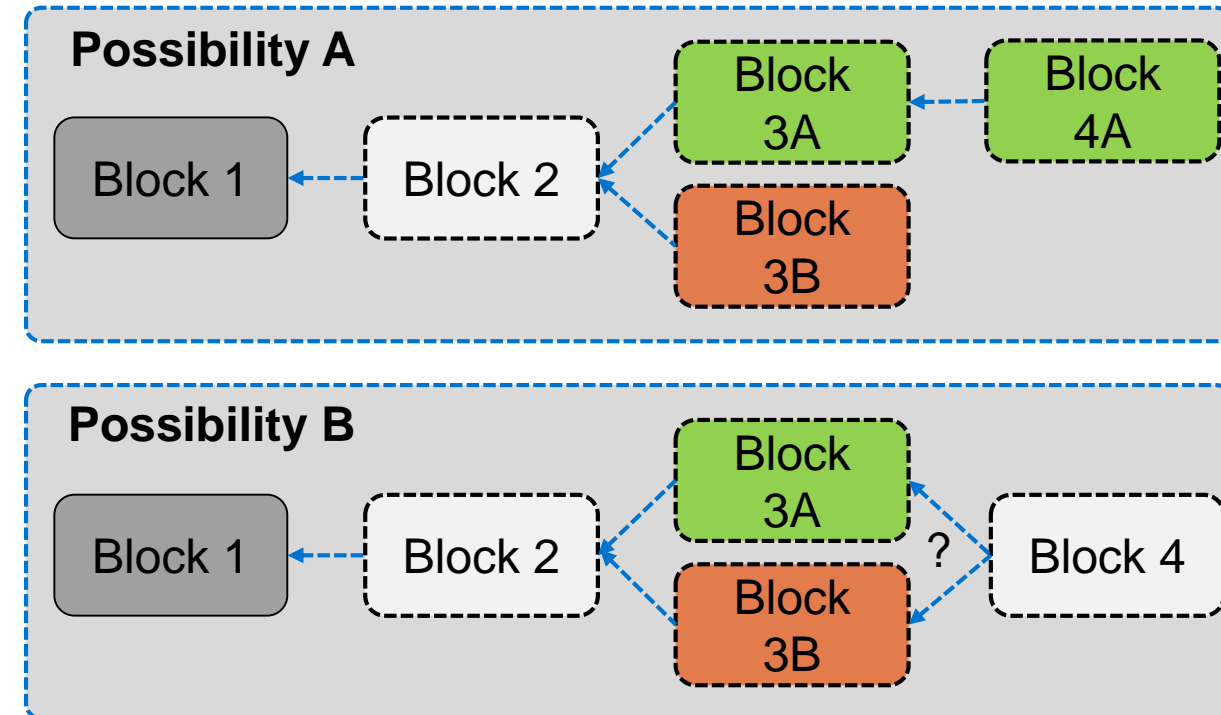 Possibility A
Block 1
Block 2
Block
3A
Block
3B
Block
4A
Possibility B
Block 1
Block 2
Block
3A
Block
3B
?
Block 4